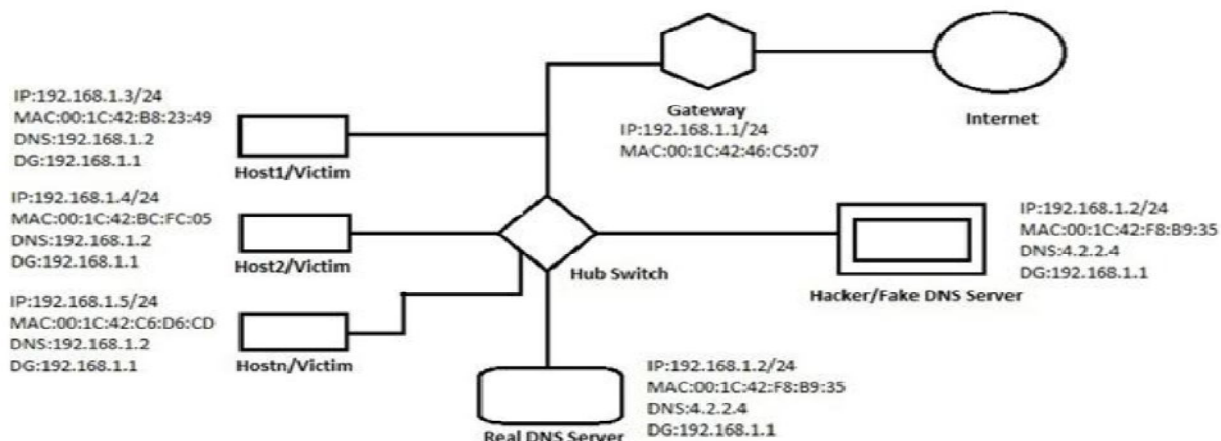 IP:192.168.1.3/24
MAC:00:1C:42:B8:23:49
DNS:192.168.1.2
DG:192.168.1.1
Host1/Victim
Gateway
IP:192.168.1.1/24
MAC:00:1C:42:46:C5:07
Internet
IP:192.168.1.4/24
MAC:00:1C:42:BC:FC:05
DNS:192.168.1.2
DG:192.168.1.1
Host2/Victim
Hub Switch
IP:192.168.1.2/24
MAC:00:1C:42:F8:B9:35
DNS:4.2.2.4
DG:192.168.1.1
Hacker/Fake DNS Server
IP:192.168.1.5/24
MAC:00:1C:42:C6:D6:CD
DNS:192.168.1.2
DG:192.168.1.1
Hostn/Victim
IP:192.168.1.2/24
MAC:00:1C:42:F8:B9:35
DNS:4.2.2.4
DG:192.168.1.1
Real DNS Server